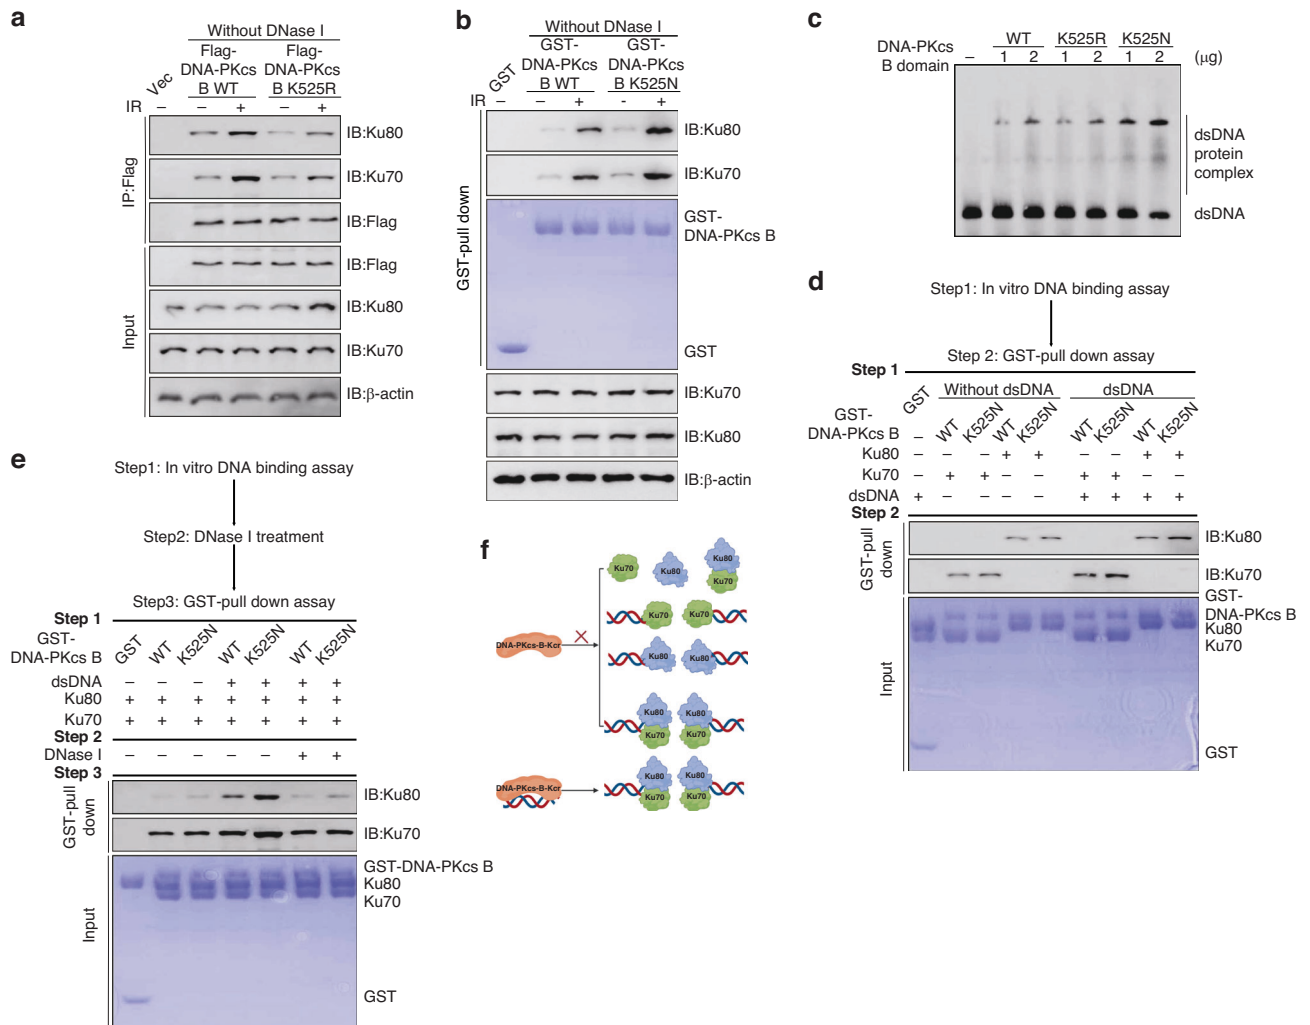 a
Without DNase I
Flag-
DNA-PKcs
B WT
Flag-
DNA-PKcs
B K525R
Vec
IR – – + – +
IP:Flag
IB:Ku80
IB:Ku70
IB:Flag
Input
IB:Flag
IB:Ku80
IB:Ku70
IB:β-actin
b
Without DNase I
GST-
DNA-PKcs
B WT
GST-
DNA-PKcs
B K525N
GST
IR – – + - +
GST-pull down
IB:Ku80
IB:Ku70
GST-
DNA-PKcs B
GST
IB:Ku70
IB:Ku80
IB:β-actin
c
DNA-PKcs
B domain
WT K525R K525N
– 1 2 1 2 1 2 (μg)
dsDNA
protein
complex
dsDNA
d
Step1: In vitro DNA binding assay
Step 2: GST-pull down assay
Step 1
Without dsDNA dsDNA
GST-
DNA-PKcs B
GST WT K525N WT K525N WT K525N WT K525N
Ku80 – – – + + – – + +
Ku70 – + + – – + + – –
dsDNA + – – – – + + + +
Step 2
GST-pull
down
IB:Ku80
IB:Ku70
Input
GST-
DNA-PKcs B
Ku80
Ku70
GST
e
Step1: In vitro DNA binding assay
Step2: DNase I treatment
Step3: GST-pull down assay
Step 1
GST-
DNA-PKcs B
GST WT K525N WT K525N WT K525N
dsDNA – – – + + + +
Ku80 + + + + + + +
Ku70 + + + + + + +
Step 2
DNase I – – – – – + +
Step 3
GST-pull
down
IB:Ku80
IB:Ku70
Input
GST-DNA-PKcs B
Ku80
Ku70
GST
f
Ku70
Ku80
Ku80
Ku70
Ku70 Ku70
DNA-PKcs-B-Kcr
Ku80 Ku80
Ku80 Ku80
Ku70 Ku70
DNA-PKcs-B-Kcr
Ku80 Ku80
Ku70 Ku70